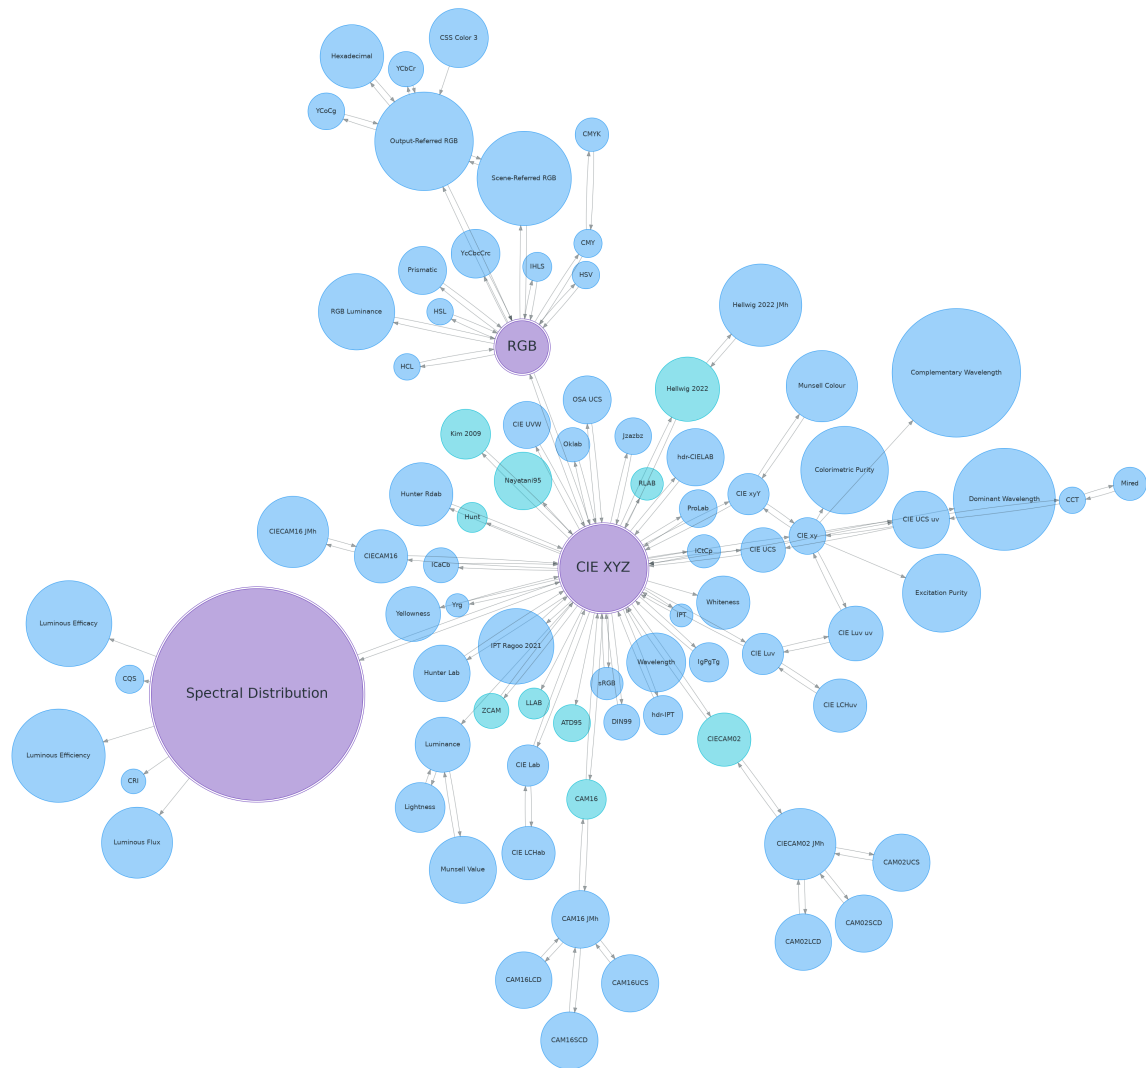 CSS Color 3
Hexadecimal
YCbCr
YCoCg
Output-Referred RGB
CMYK
Scene-Referred RGB
CMY
YcCbcCrc
IHLS
Prismatic
HSV
Hellwig 2022 JMh
RGB Luminance
HSL
RGB
HCL
Complementary Wavelength
Munsell Colour
Hellwig 2022
OSA UCS
CIE UVW
Kim 2009
Jzazbz
Oklab
hdr-CIELAB
Colorimetric Purity
Nayatani95
RLAB
Mired
Hunter Rdab
CIE xyY
Dominant Wavelength
CCT
ProLab
Hunt
CIE UCS uv
CIECAM16 JMh
CIE xy
CIECAM16
ICtCp
CIE UCS
ICaCb
CIE XYZ
Excitation Purity
Whiteness
Yrg
Yellowness
IPT
Luminous Efficacy
CIE Luv uv
IPT Ragoo 2021
CIE Luv
Wavelength
IgPgTg
Hunter Lab
CQS
sRGB
Spectral Distribution
LLAB
CIE LCHuv
ZCAM
hdr-IPT
DIN99
ATD95
CIECAM02
Luminance
Luminous Efficiency
CIE Lab
CRI
CAM16
Lightness
Luminous Flux
CIECAM02 JMh
CIE LCHab
CAM02UCS
Munsell Value
CAM16 JMh
CAM02SCD
CAM02LCD
CAM16LCD
CAM16UCS
CAM16SCD